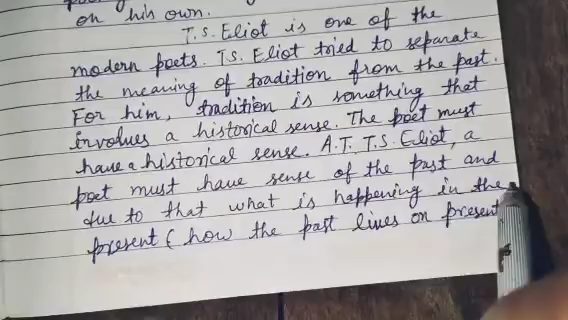 on his own.
T.S. Eliot is one of the
modern poets. T.S. Eliot tried to separate
the meaning of tradition from the past.
For him, tradition is something that
involves a historical sense. The poet must
have a historical sense. A.T. T.S. Eliot, a
poet must have sense of the past and
due to that what is happening in the
present ( how the past lives on present